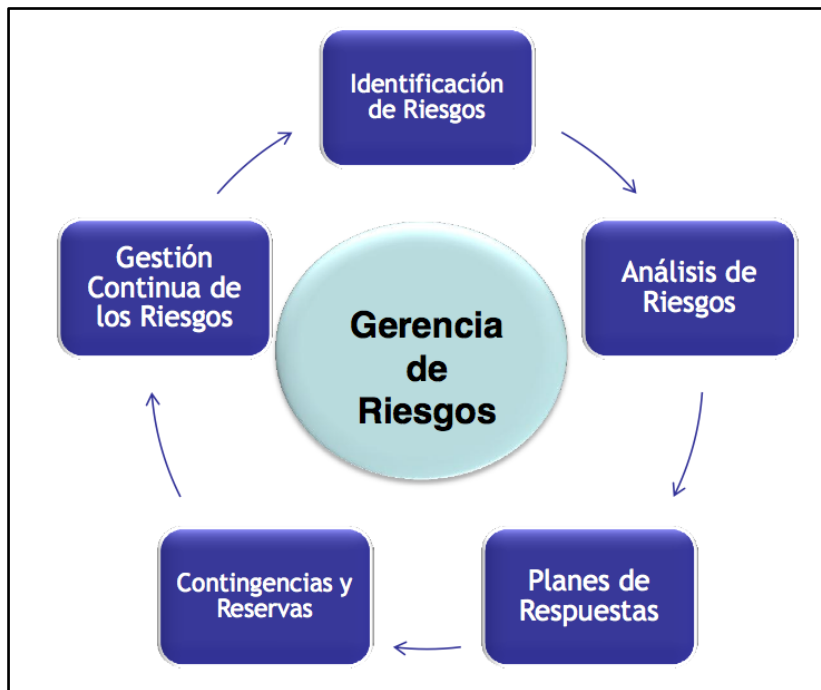 Identificación
de Riesgos
Análisis de
Riesgos
Planes de
Respuestas
Contingencias y
Reservas
Gestión
Continua de
los Riesgos
Gerencia
de
Riesgos